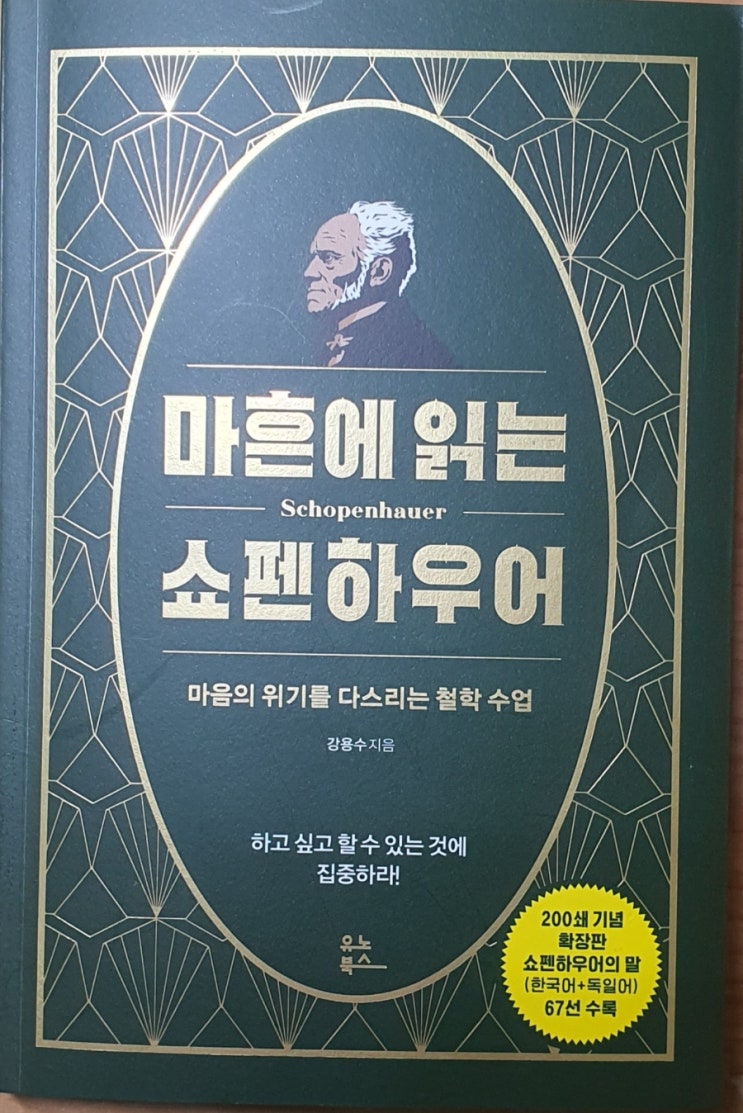 마흔에 읽는
Schopenhauer
쇼펜하우어
마음의 위기를 다스리는 철학 수업
강용수 지음
하고 싶고 할 수 있는 것에
집중하라!
유노
북스
200쇄 기념
확장판
쇼펜하우어의 말
(한국어+독일어)
67선 수록